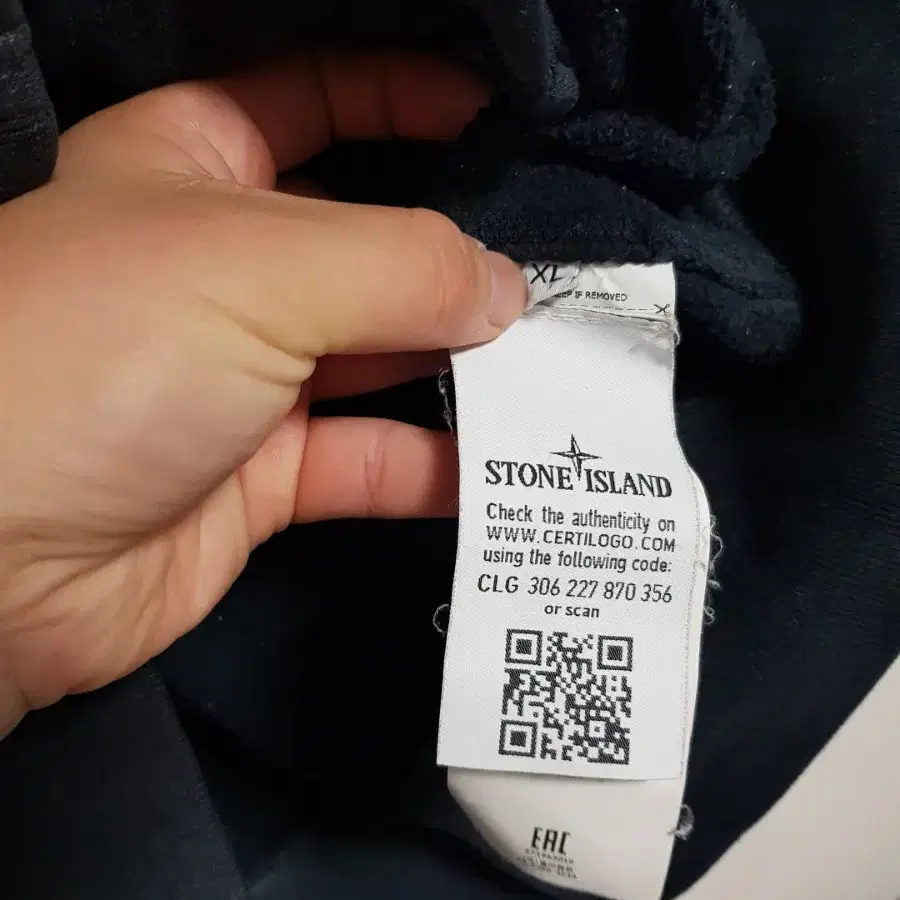 XL
IF REMOVED
STONE ISLAND
Check the authenticity on
WWW.CERTILOGO.COM
using the following code:
CLG 306 227 870 356
or scan
EAC